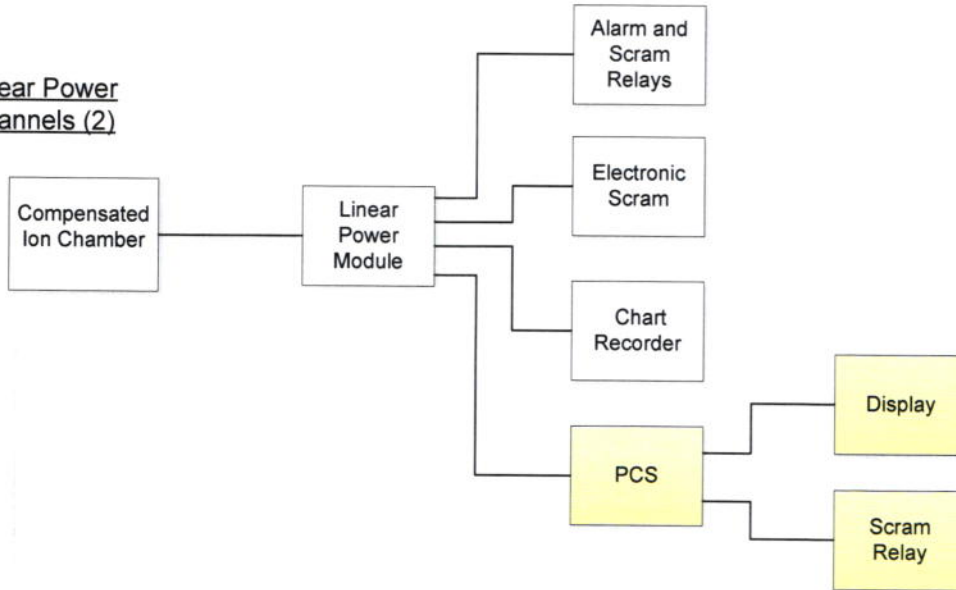 ear Power
annels (2)
Compensated
Ion Chamber
Linear
Power
Module
Alarm and
Scram
Relays
Electronic
Scram
Chart
Recorder
PCS
Display
Scram
Relay